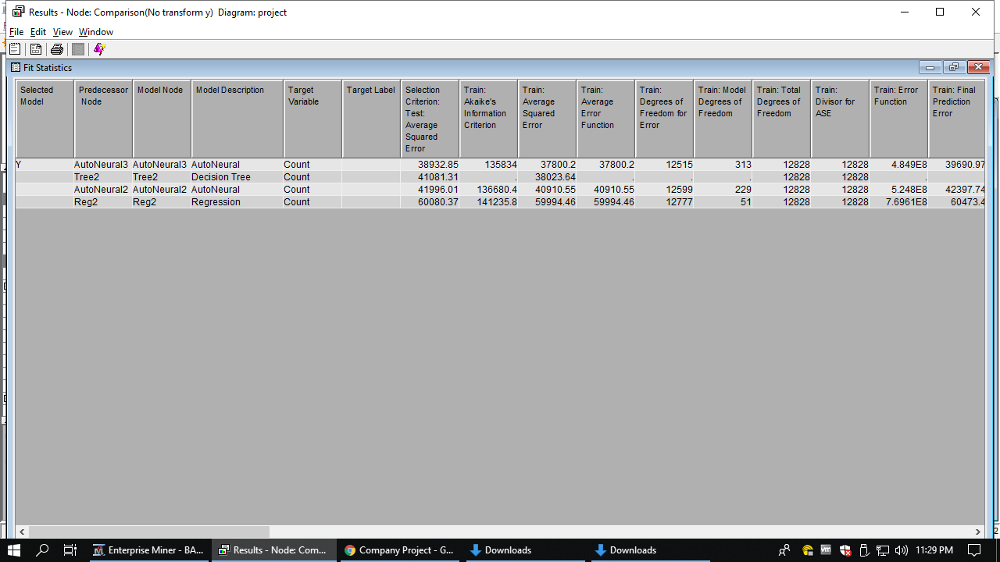 Results - Node: Comparison(No transform y) Diagram: project
File Edit View Window
Fit Statistics
Selected Model Predecessor Node Model Node Model Description Target Variable Target Label Selection Criterion: Test: Average Squared Error Train: Akaike's Information Criterion Train: Average Squared Error Train: Average Error Function Train: Degrees of Freedom for Error Train: Model Degrees of Freedom Train: Total Degrees of Freedom Train: Divisor for ASE Train: Error Function Train: Final Prediction Error
Y AutoNeural3 AutoNeural3 AutoNeural Count 38932.85 135834 37800.2 37800.2 12515 313 12828 12828 4.849E8 39690.97
Tree2 Tree2 Decision Tree Count 41081.31 . 38023.64 . . . 12828 12828 . .
AutoNeural2 AutoNeural2 AutoNeural Count 41996.01 136680.4 40910.55 40910.55 12599 229 12828 12828 5.248E8 42397.74
Reg2 Reg2 Regression Count 60080.37 141235.8 59994.46 59994.46 12777 51 12828 12828 7.6961E8 60473.4
Enterprise Miner - BA... Results - Node: Com... Company Project - G... Downloads Downloads vm 11:29 PM